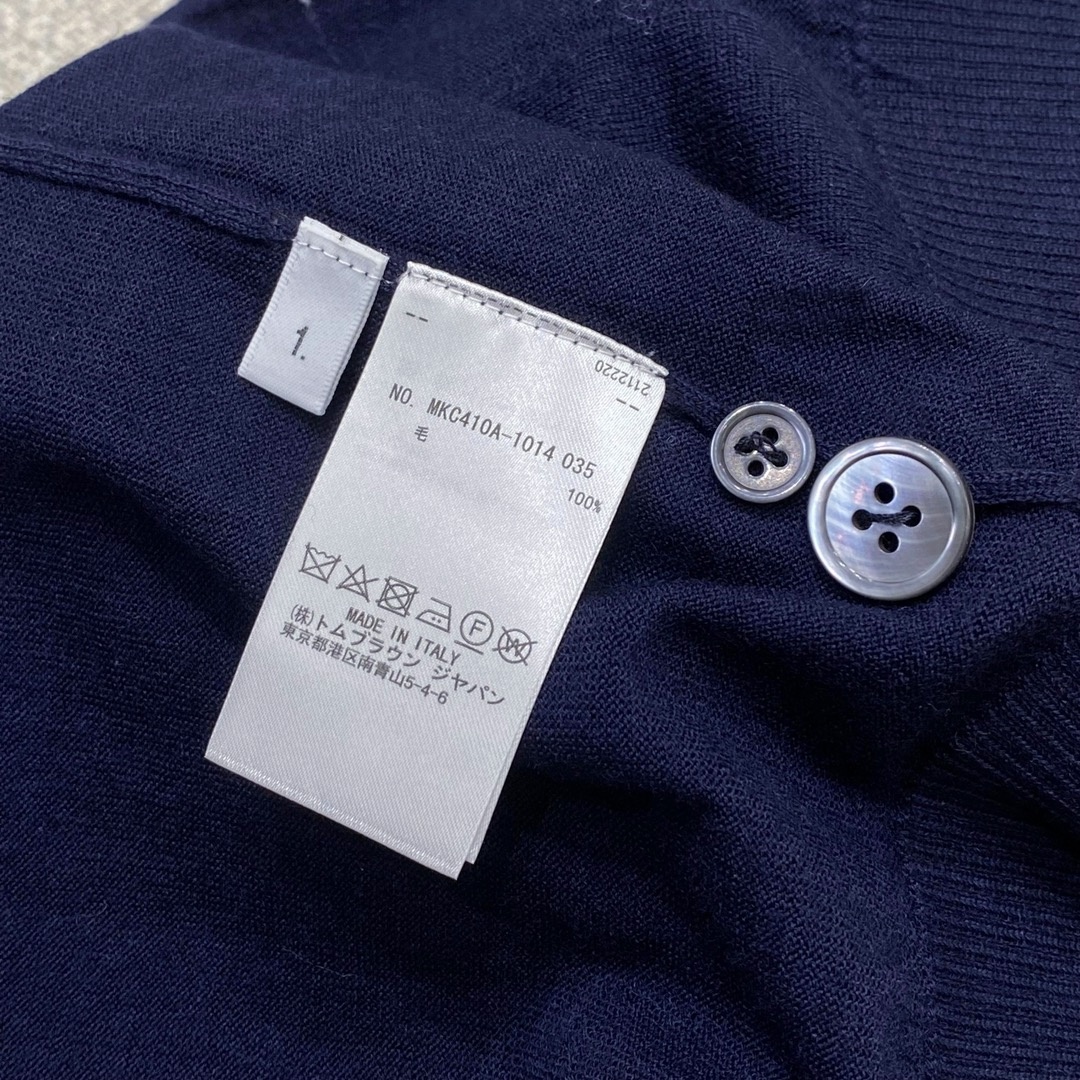 1.
2112220
-- --
NO. MKC410A-1014 035
毛 100%
F W
MADE IN ITALY
(株)トムブラウン ジャパン
東京都港区南青山5-4-6